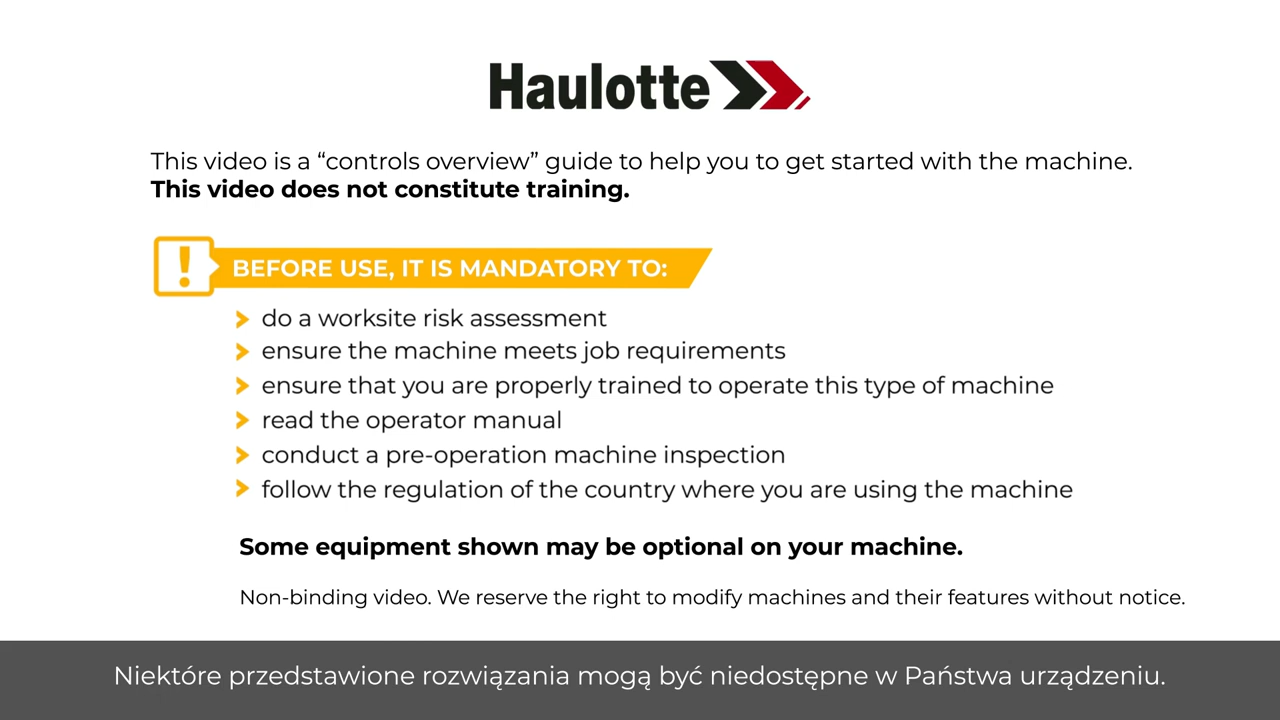 Haulotte
This video is a “controls overview” guide to help you to get started with the machine.
This video does not constitute training.
! BEFORE USE, IT IS MANDATORY TO:
do a worksite risk assessment
ensure the machine meets job requirements
ensure that you are properly trained to operate this type of machine
read the operator manual
conduct a pre-operation machine inspection
follow the regulation of the country where you are using the machine
Some equipment shown may be optional on your machine.
Non-binding video. We reserve the right to modify machines and their features without notice.
Niektóre przedstawione rozwiązania mogą być niedostępne w Państwa urządzeniu.